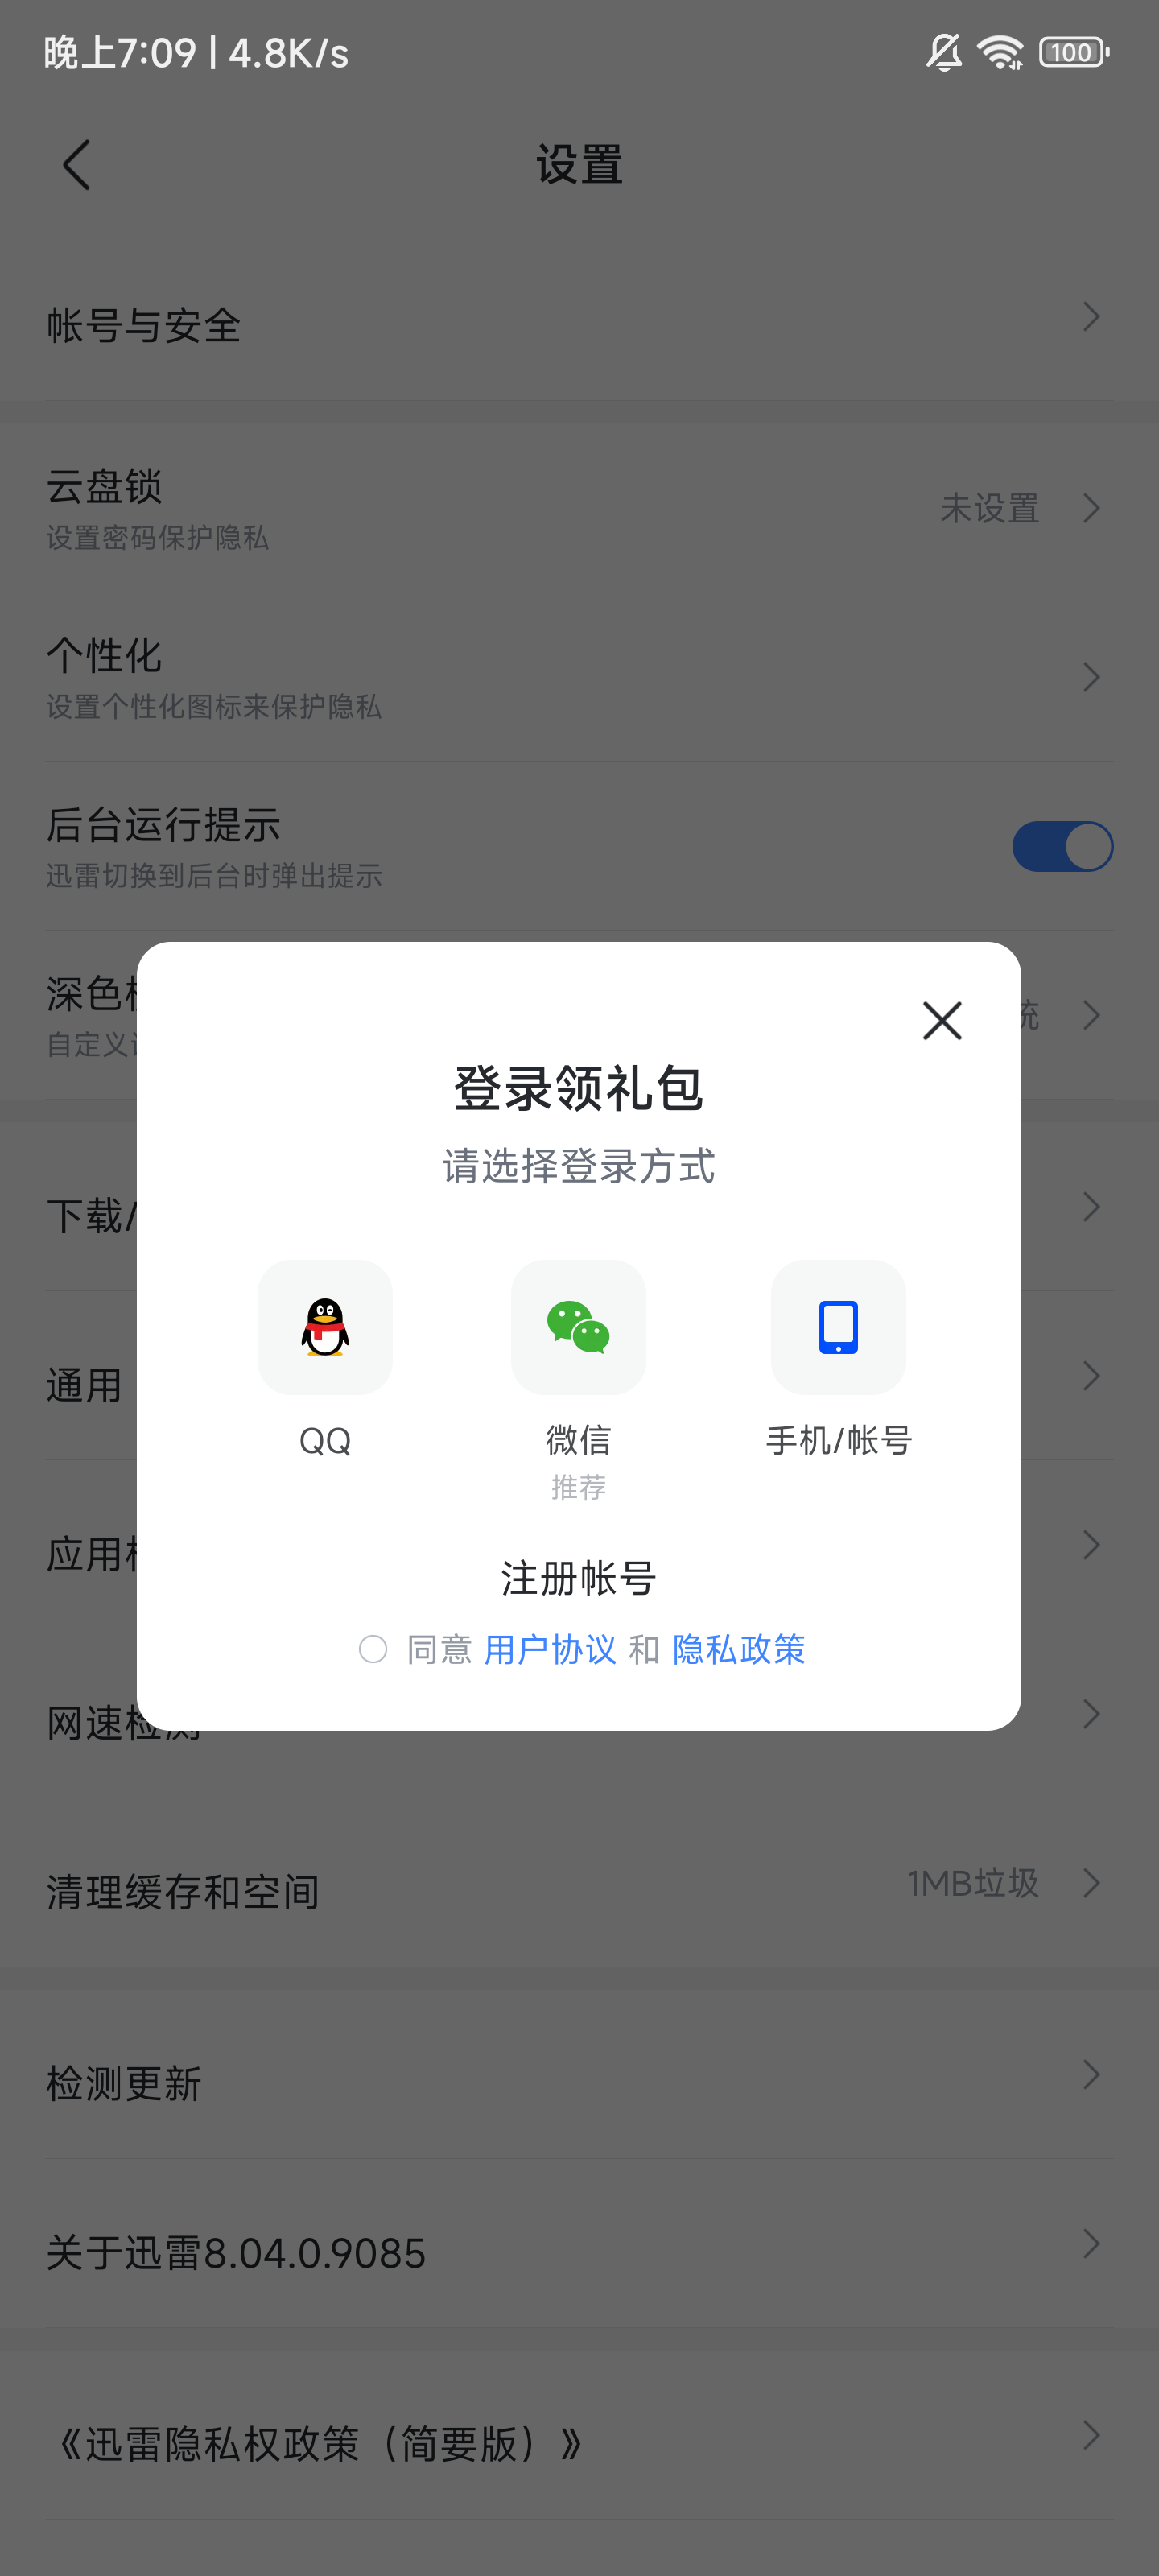 晚上7:09 | 4.8K/s
100
设置
帐号与安全
云盘锁
设置密码保护隐私
未设置
个性化
设置个性化图标来保护隐私
后台运行提示
迅雷切换到后台时弹出提示
深色
自定义
统
登录领礼包
请选择登录方式
下载/
QQ
微信
手机/帐号
推荐
通用
应用
注册帐号
同意 用户协议 和 隐私政策
网速检测
清理缓存和空间
1MB垃圾
检测更新
关于迅雷8.04.0.9085
《迅雷隐私权政策（简要版）》